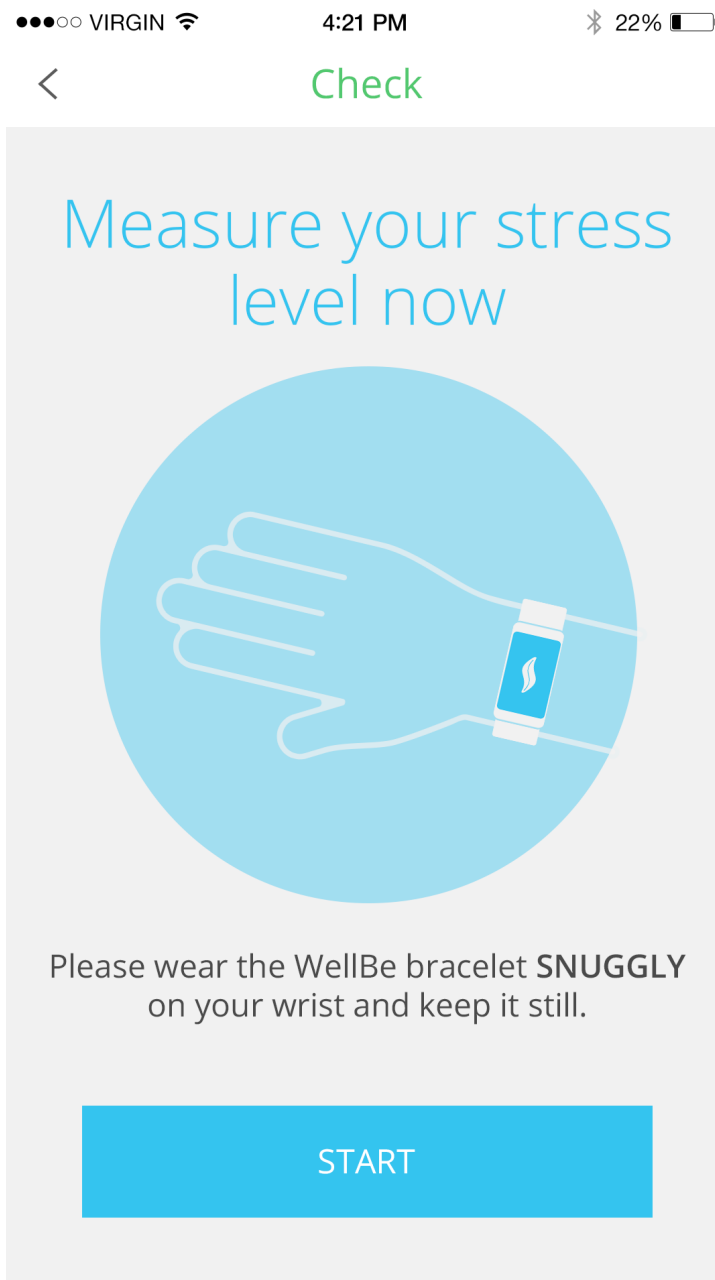 VIRGIN 4:21 PM 22%
Check
Measure your stress
level now
Please wear the WellBe bracelet SNUGGLY
on your wrist and keep it still.
START